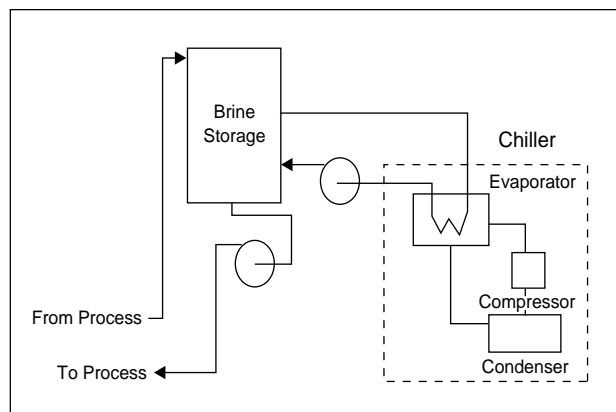 Brine
Storage
Chiller
Evaporator
Compressor
Condenser
From Process
To Process